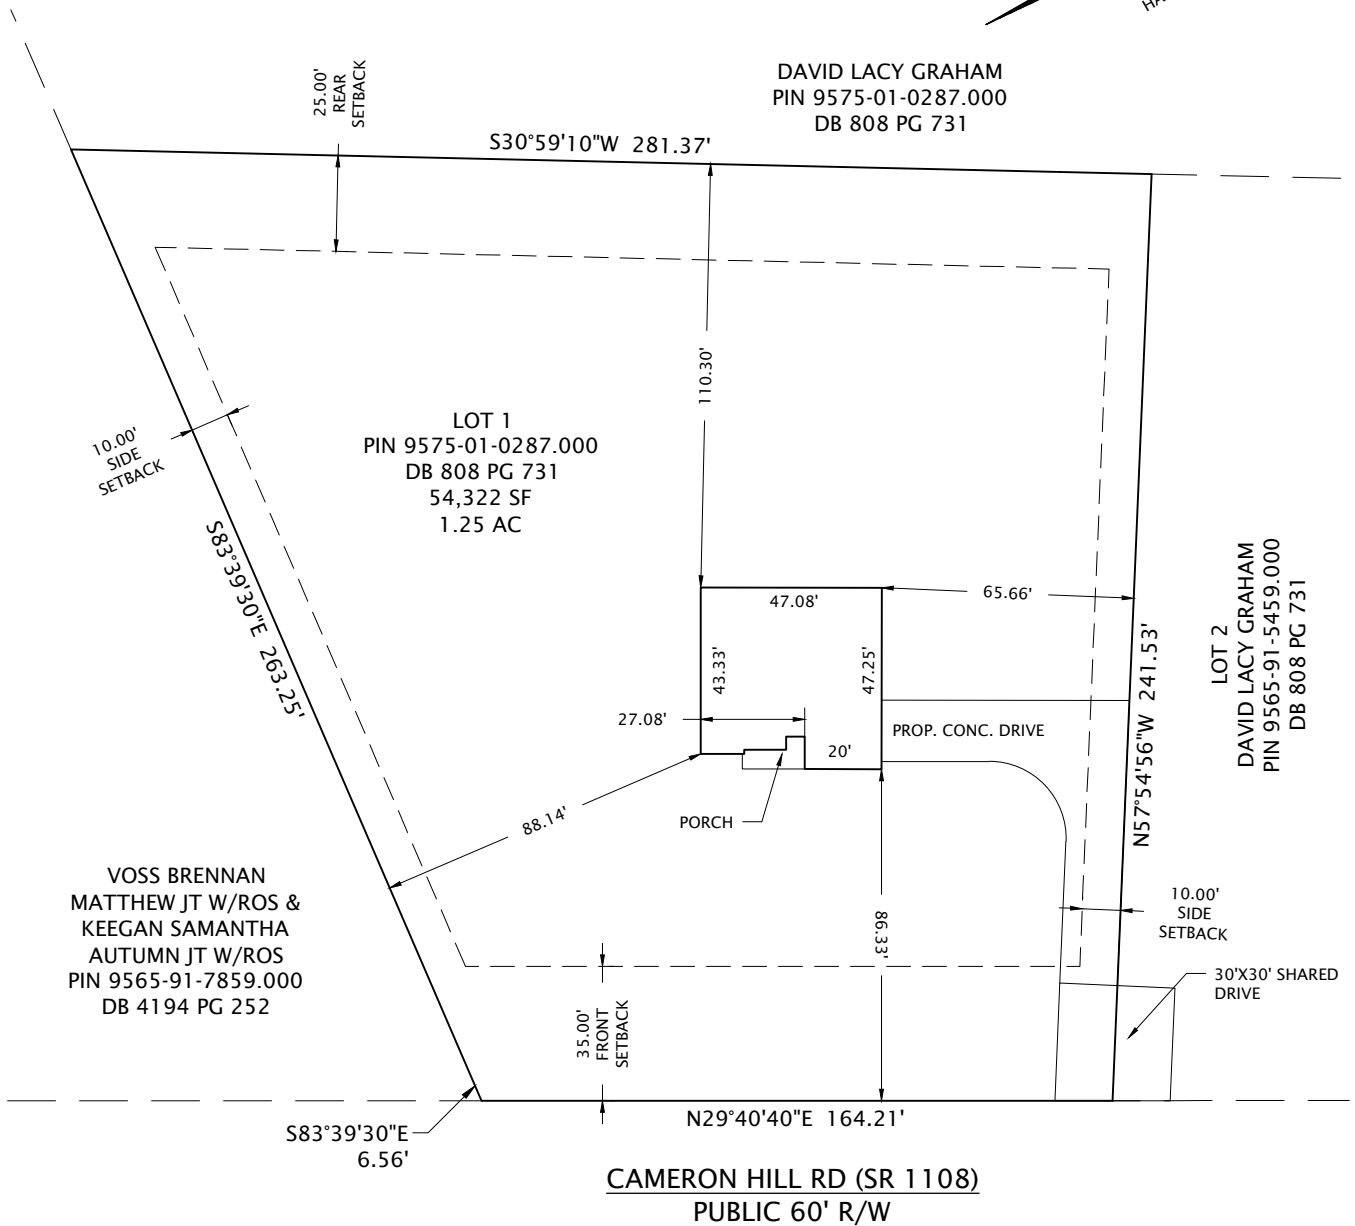 HA
25.00'
REAR
SETBACK
DAVID LACY GRAHAM
PIN 9575-01-0287.000
DB 808 PG 731
S30°59'10"W 281.37'
110.30'
10.00'
SIDE
SETBACK
LOT 1
PIN 9575-01-0287.000
DB 808 PG 731
54,322 SF
1.25 AC
S83°39'30"E 263.25'
47.08'
65.66'
43.33'
47.25'
27.08'
20'
PROP. CONC. DRIVE
PORCH
88.14'
N57°54'56"W 241.53'
LOT 2
DAVID LACY GRAHAM
PIN 9565-91-5459.000
DB 808 PG 731
VOSS BRENNAN
MATTHEW JT W/ROS &
KEEGAN SAMANTHA
AUTUMN JT W/ROS
PIN 9565-91-7859.000
DB 4194 PG 252
86.33'
10.00'
SIDE
SETBACK
30'X30' SHARED
DRIVE
35.00'
FRONT
SETBACK
S83°39'30"E
6.56'
N29°40'40"E 164.21'
CAMERON HILL RD (SR 1108)
PUBLIC 60' R/W